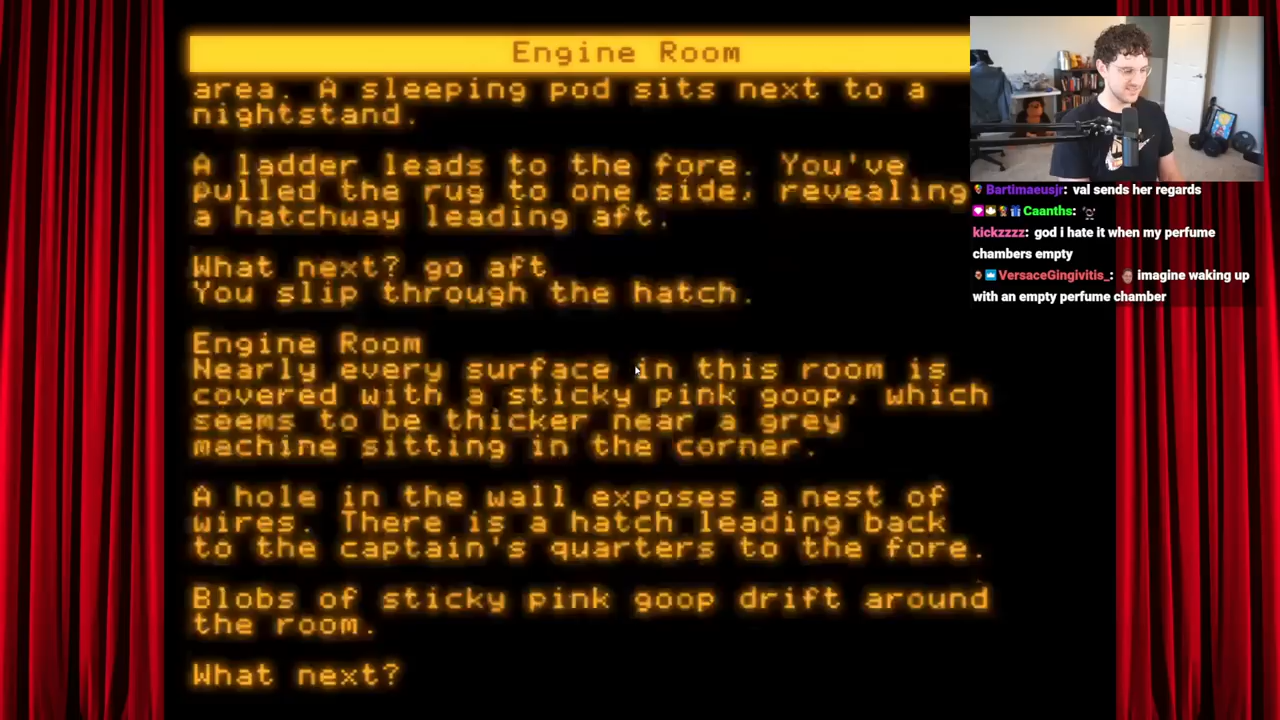 Engine Room
area. A sleeping pod sits next to a
nightstand.
A ladder leads to the fore. You've
pulled the rug to one side, revealing
a hatchway leading aft.
What next? go aft
You slip through the hatch.
Engine Room
Nearly every surface in this room is
covered with a sticky pink goop, which
seems to be thicker near a grey
machine sitting in the corner.
A hole in the wall exposes a nest of
wires. There is a hatch leading back
to the captain's quarters to the fore.
Blobs of sticky pink goop drift around
the room.
What next?
Bartimaeusjr: val sends her regards
Caanths:
kickzzzz: god i hate it when my perfume
chambers empty
VersaceGingivitis_: imagine waking up
with an empty perfume chamber